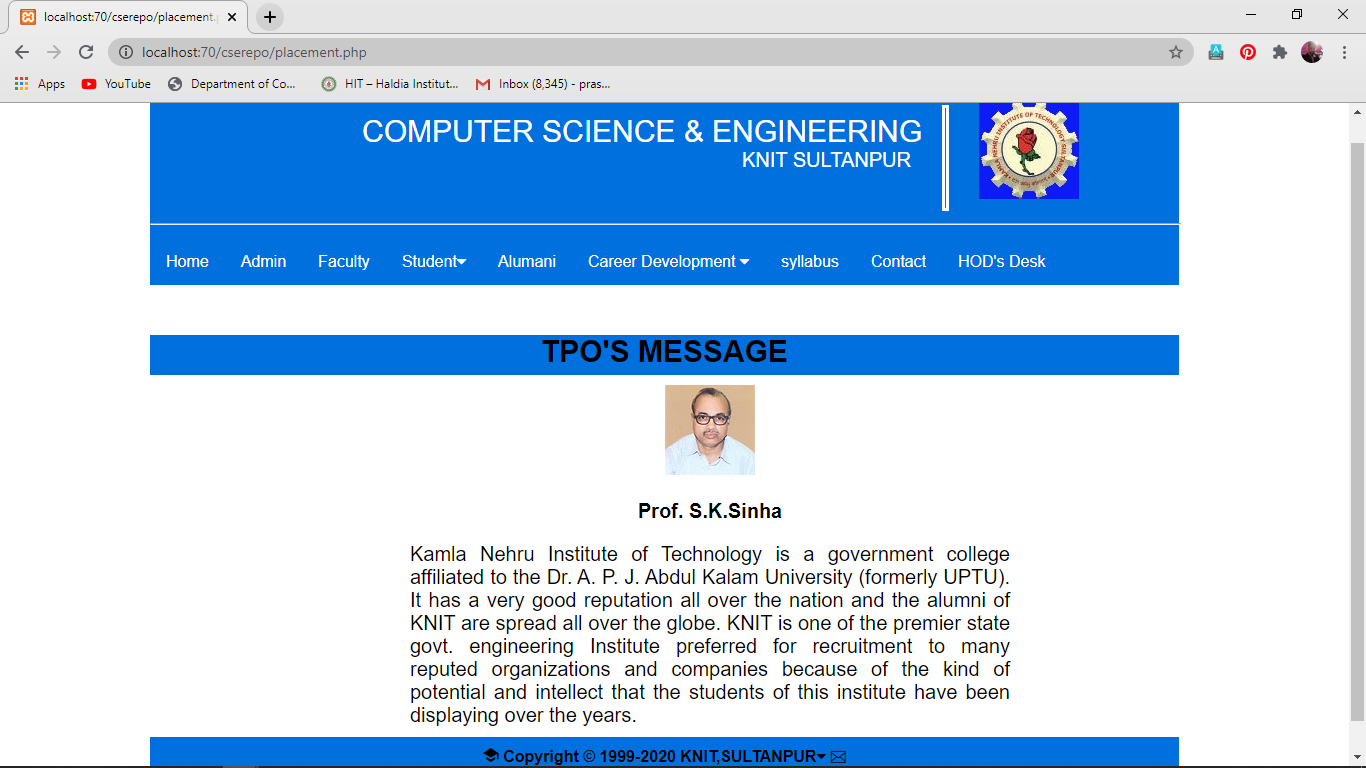 localhost:70/cserepo/placement.
localhost:70/cserepo/placement.php
Apps YouTube Department of Co... HIT – Haldia Institut... Inbox (8,345) - pras...
COMPUTER SCIENCE & ENGINEERING
KNIT SULTANPUR
KAMLA NEHRU INSTITUTE OF TECHNOLOGY SULTANPUR
Home Admin Faculty Student Alumani Career Development syllabus Contact HOD's Desk
TPO'S MESSAGE
Prof. S.K.Sinha
Kamla Nehru Institute of Technology is a government college
affiliated to the Dr. A. P. J. Abdul Kalam University (formerly UPTU).
It has a very good reputation all over the nation and the alumni of
KNIT are spread all over the globe. KNIT is one of the premier state
govt. engineering Institute preferred for recruitment to many
reputed organizations and companies because of the kind of
potential and intellect that the students of this institute have been
displaying over the years.
Copyright © 1999-2020 KNIT,SULTANPUR